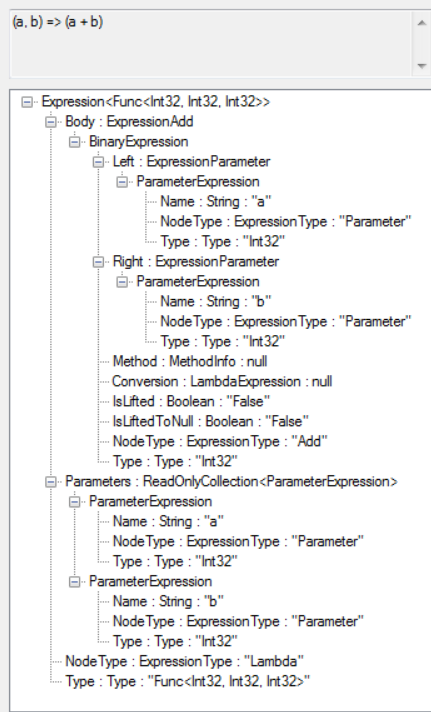 (a, b) => (a + b)
Expression<Func<Int32, Int32, Int32>>
Body : ExpressionAdd
BinaryExpression
Left : ExpressionParameter
ParameterExpression
Name : String : "a"
NodeType : ExpressionType : "Parameter"
Type : Type : "Int32"
Right : ExpressionParameter
ParameterExpression
Name : String : "b"
NodeType : ExpressionType : "Parameter"
Type : Type : "Int32"
Method : MethodInfo : null
Conversion : LambdaExpression : null
IsLifted : Boolean : "False"
IsLiftedToNull : Boolean : "False"
NodeType : ExpressionType : "Add"
Type : Type : "Int32"
Parameters : ReadOnlyCollection<ParameterExpression>
ParameterExpression
Name : String : "a"
NodeType : ExpressionType : "Parameter"
Type : Type : "Int32"
ParameterExpression
Name : String : "b"
NodeType : ExpressionType : "Parameter"
Type : Type : "Int32"
NodeType : ExpressionType : "Lambda"
Type : Type : "Func<Int32, Int32, Int32>"